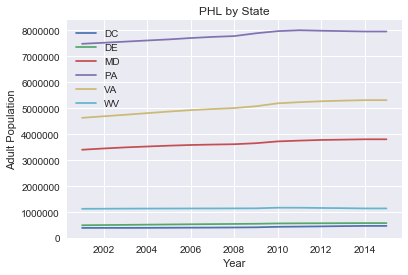 PHL by State
DC
DE
MD
PA
VA
WV
Adult Population
8000000
7000000
6000000
5000000
4000000
3000000
2000000
1000000
0
2002 2004 2006 2008 2010 2012 2014
Year